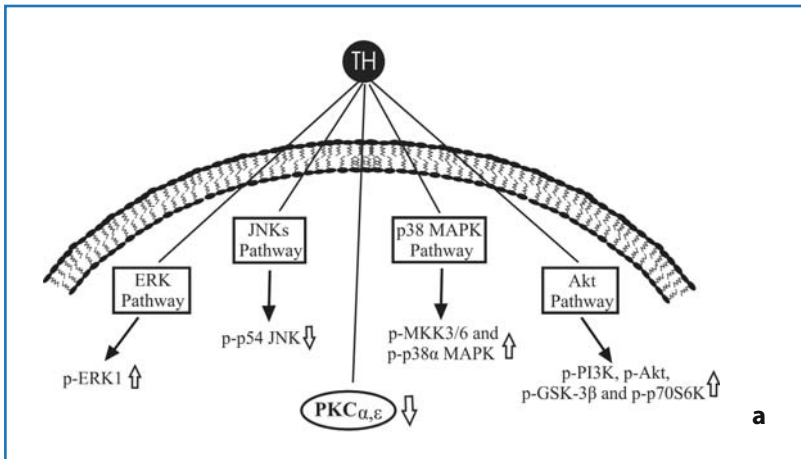 TH
JNKs
Pathway
p38 MAPK
Pathway
ERK
Pathway
Akt
Pathway
p-p54 JNK⇩
p-MKK3/6 and
p-p38α MAPK ⇧
p-ERK1 ⇧
p-PI3K, p-Akt,
p-GSK-3β and p-p70S6K ⇧
PKCα,ε ⇩
a